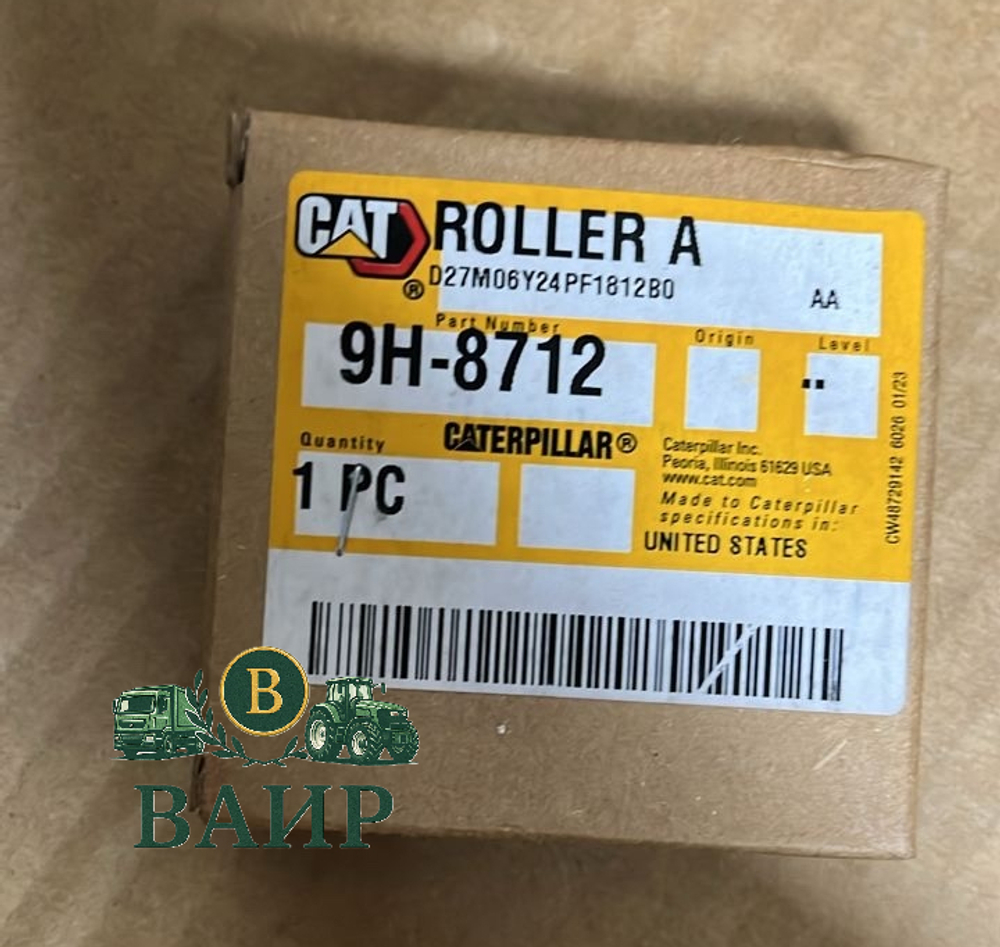 CAT
®
ROLLER A
D27M06Y24PF1812B0
AA
Part Number
Origin
Level
9H-8712
Quantity
CATERPILLAR®
1 PC
Caterpillar Inc.
Peoria, Illinois 61629 USA
www.cat.com
Made to Caterpillar
specifications in:
UNITED STATES
CW48729142 6026 01/23
В
ВАИР